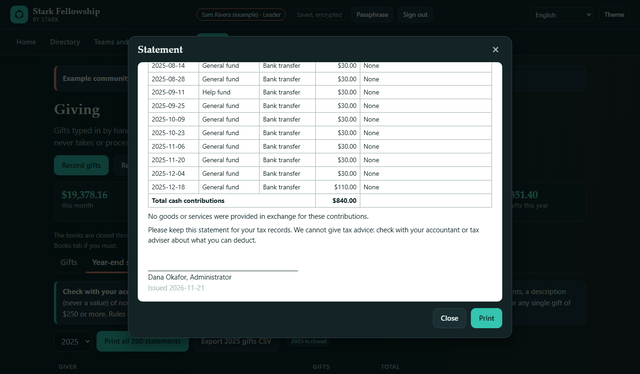 Stark Fellowship
BY STARK
Sam Rivera (example) · Leader
Saved, encrypted
Passphrase
Sign out
English
Theme
Home
Directory
Teams and
Statement
×
2025-08-14 General fund Bank transfer $30.00 None
2025-08-28 General fund Bank transfer $30.00 None
2025-09-11 Help fund Bank transfer $30.00 None
2025-09-25 General fund Bank transfer $30.00 None
2025-10-09 General fund Bank transfer $30.00 None
2025-10-23 General fund Bank transfer $30.00 None
2025-11-06 General fund Bank transfer $30.00 None
2025-11-20 General fund Bank transfer $30.00 None
2025-12-04 General fund Bank transfer $30.00 None
2025-12-18 General fund Bank transfer $110.00 None
Total cash contributions $840.00
No goods or services were provided in exchange for these contributions.
Please keep this statement for your tax records. We cannot give tax advice: check with your accountant or tax
adviser about what you can deduct.
Dana Okafor, Administrator
Issued 2026-11-21
Close
Print
Example commun
Giving
Gifts typed in by han
never takes or proce
Record gifts
$19,378.16
this month
351.40
gifts this year
The books are closed thro
Books tab if you must.
Gifts
Year-end s
Check with your acco
(never a value) of no
$250 or more. Rules
nts, a description
or any single gift of
2025
Print all 260 statements
Export 2025 gifts CSV
2025 is closed
GIVER
GIFTS
TOTAL